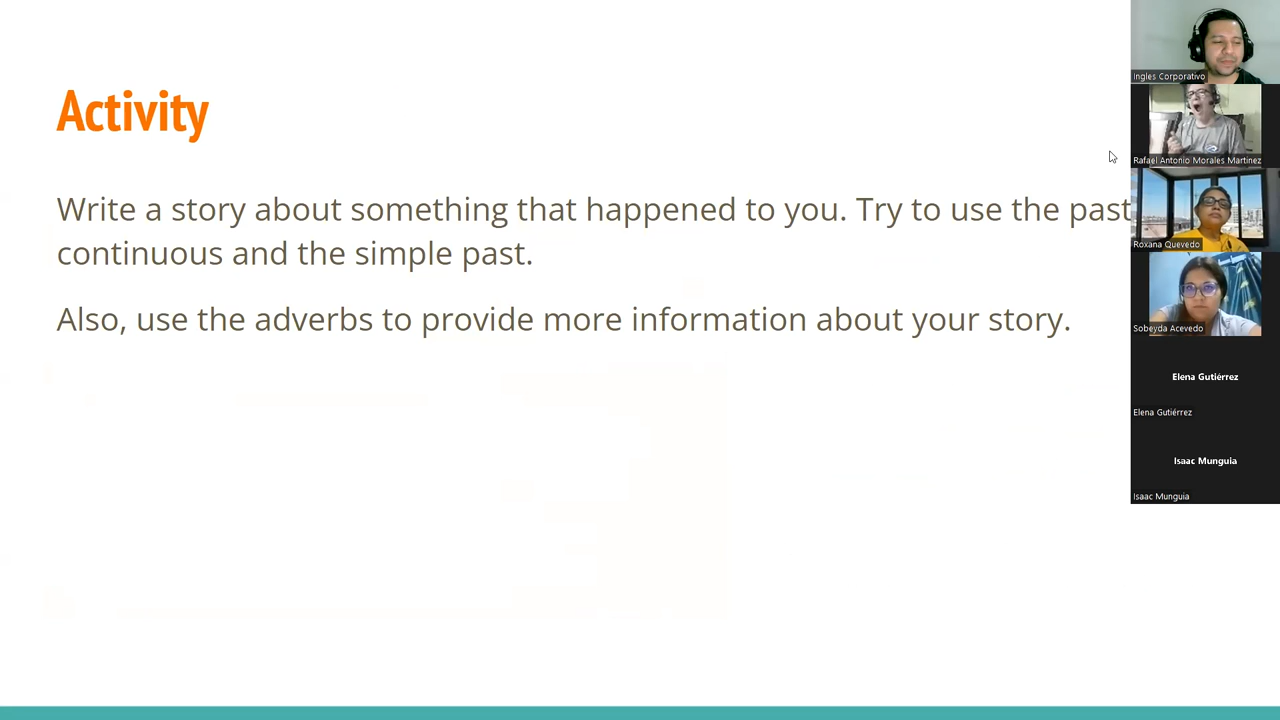 Activity
Write a story about something that happened to you. Try to use the past
continuous and the simple past.
Also, use the adverbs to provide more information about your story.
Ingles Corporativo
Rafael Antonio Morales Martinez
Roxana Quevedo
Sobeyda Acevedo
Elena Gutiérrez
Elena Gutiérrez
Isaac Munguia
Isaac Munguia